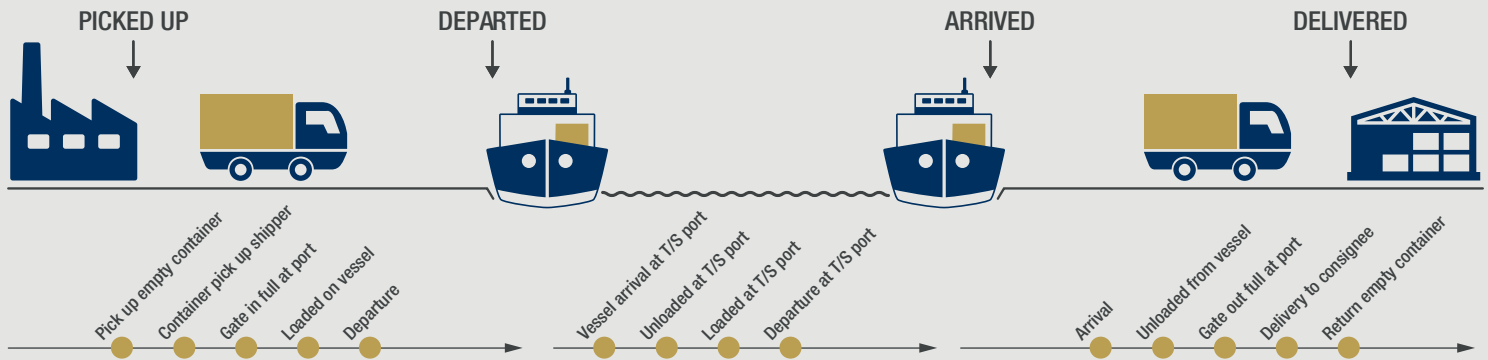 PICKED UP
DEPARTED
ARRIVED
DELIVERED
Pick up empty container
Container pick up shipper
Gate in full at port
Loaded on vessel
Departure
Vessel arrival at T/S port
Unloaded at T/S port
Loaded at T/S port
Departure at T/S port
Arrival
Unloaded from vessel
Gate out full at port
Delivery to consignee
Return empty container